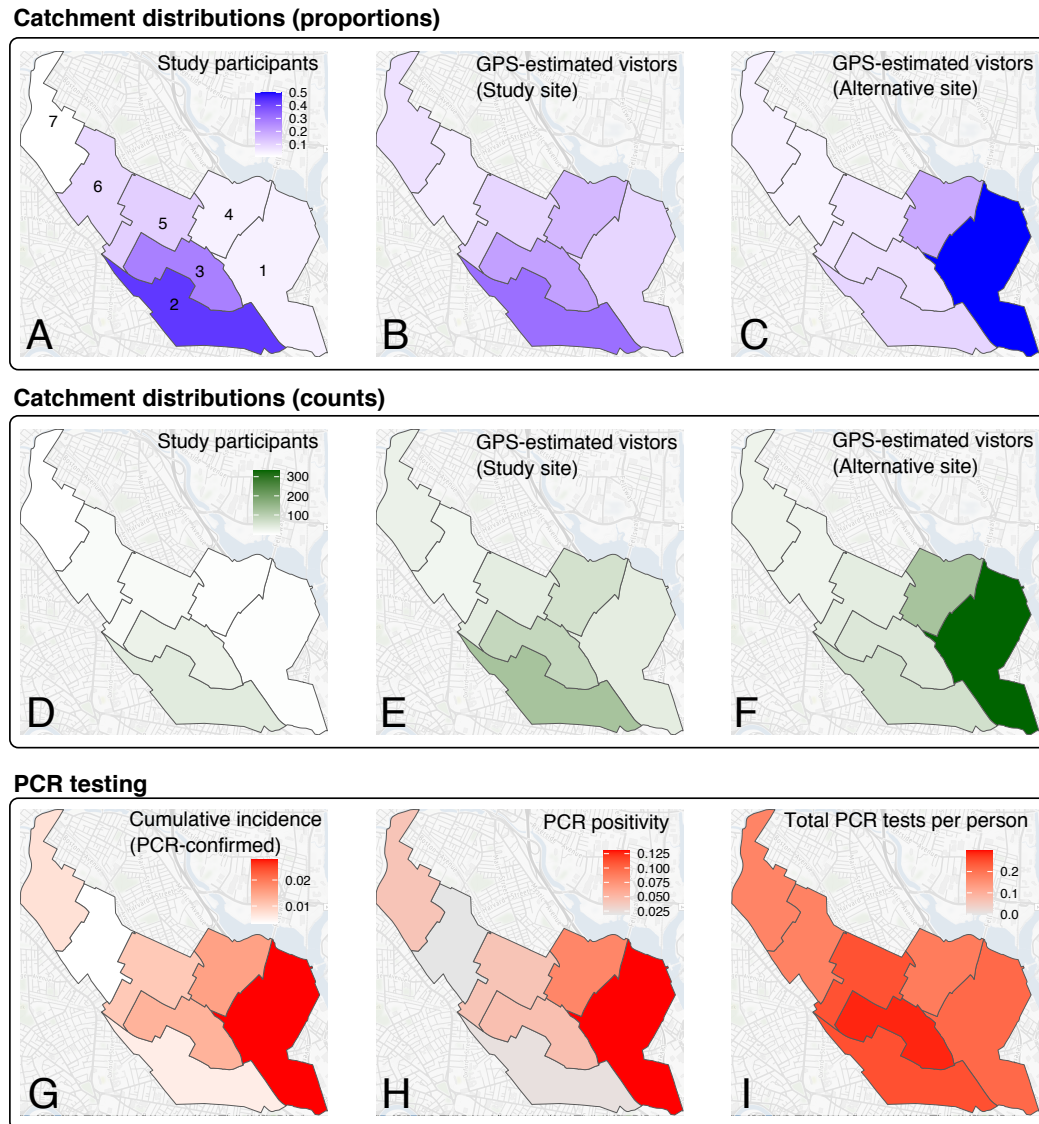 Catchment distributions (proportions)
Study participants
0.5
0.4
0.3
0.2
0.1
7
6
5
4
3
1
2
A
GPS-estimated vistors
(Study site)
B
GPS-estimated vistors
(Alternative site)
C
Catchment distributions (counts)
Study participants
300
200
100
D
GPS-estimated vistors
(Study site)
E
GPS-estimated vistors
(Alternative site)
F
PCR testing
Cumulative incidence
(PCR-confirmed)
0.02
0.01
G
PCR positivity
0.125
0.100
0.075
0.050
0.025
H
Total PCR tests per person
0.2
0.1
0.0
I